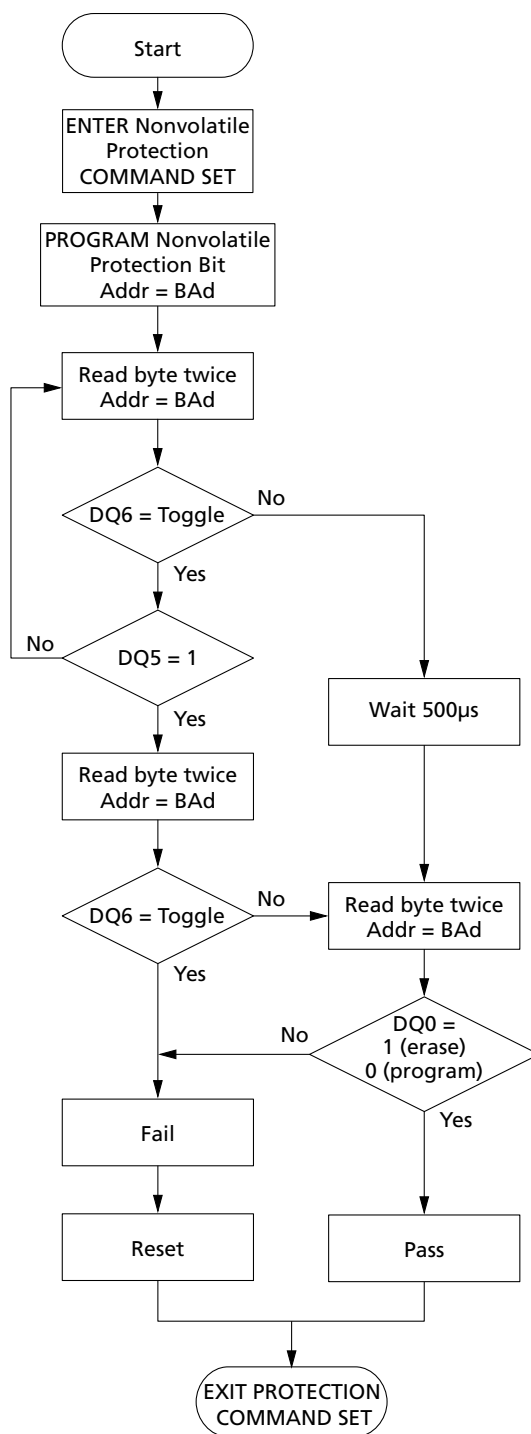 Start
ENTER Nonvolatile
Protection
COMMAND SET
PROGRAM Nonvolatile
Protection Bit
Addr = BAd
Read byte twice
Addr = BAd
DQ6 = Toggle
No
Yes
DQ5 = 1
No
Yes
Wait 500µs
Read byte twice
Addr = BAd
DQ6 = Toggle
No
Yes
Read byte twice
Addr = BAd
DQ0 =
1 (erase)
0 (program)
No
Yes
Fail
Reset
Pass
EXIT PROTECTION
COMMAND SET